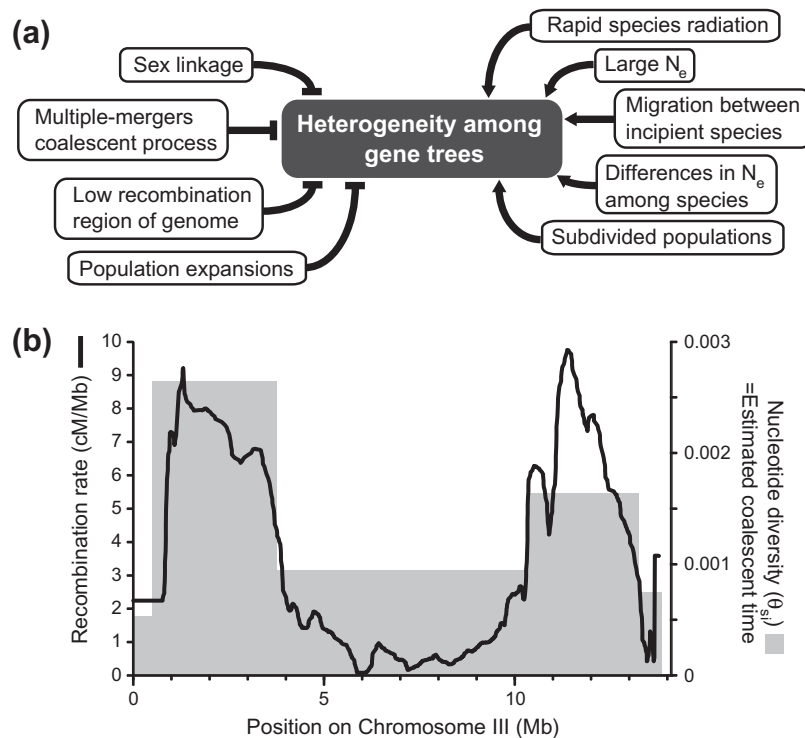 (a)
Rapid species radiation
Sex linkage
Large Ne
Multiple-mergers
coalescent process
Heterogeneity among
gene trees
Migration between
incipient species
Low recombination
region of genome
Differences in Ne
among species
Population expansions
Subdivided populations
(b)
Recombination rate (cM/Mb)
10
9
8
7
6
5
4
3
2
1
0
0.003
0.002
0.001
0
Nucleotide diversity (θsi)
=Estimated coalescent time
0 5 10
Position on Chromosome III (Mb)